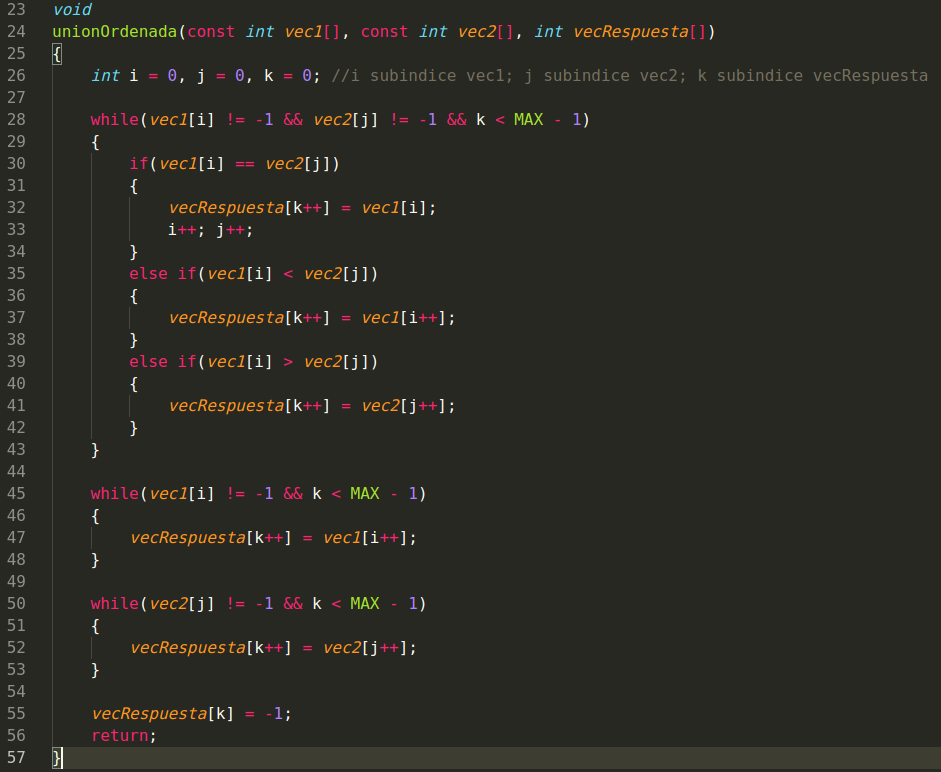 23 void
24 unionOrdenada(const int vec1[], const int vec2[], int vecRespuesta[])
25 {
26     int i = 0, j = 0, k = 0; //i subindice vec1; j subindice vec2; k subindice vecRespuesta
27
28     while(vec1[i] != -1 && vec2[j] != -1 && k < MAX - 1)
29     {
30         if(vec1[i] == vec2[j])
31         {
32             vecRespuesta[k++] = vec1[i];
33             i++; j++;
34         }
35         else if(vec1[i] < vec2[j])
36         {
37             vecRespuesta[k++] = vec1[i++];
38         }
39         else if(vec1[i] > vec2[j])
40         {
41             vecRespuesta[k++] = vec2[j++];
42         }
43     }
44
45     while(vec1[i] != -1 && k < MAX - 1)
46     {
47         vecRespuesta[k++] = vec1[i++];
48     }
49
50     while(vec2[j] != -1 && k < MAX - 1)
51     {
52         vecRespuesta[k++] = vec2[j++];
53     }
54
55     vecRespuesta[k] = -1;
56     return;
57 }